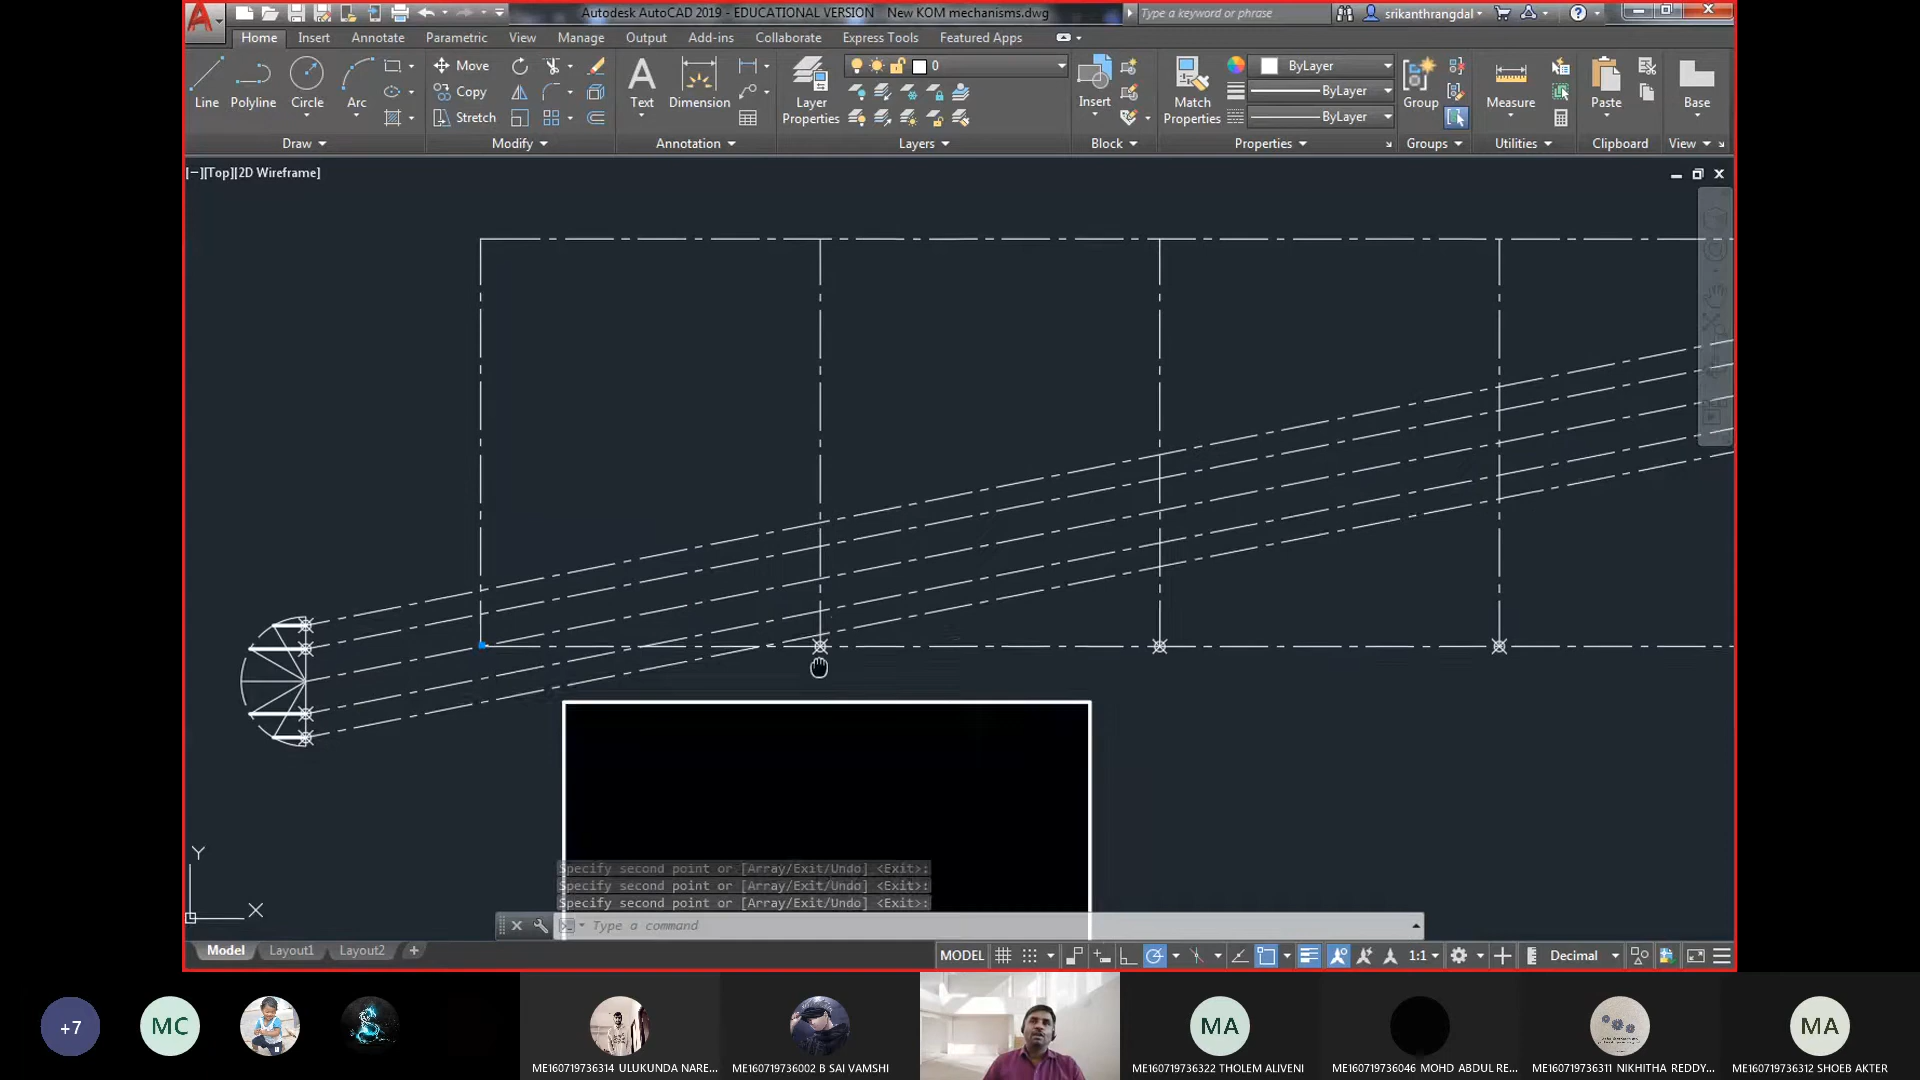 Autodesk AutoCAD 2019 - EDUCATIONAL VERSION New KOM mechanisms.dwg
Type a keyword or phrase
srikanthrangdal
Home Insert Annotate Parametric View Manage Output Add-ins Collaborate Express Tools Featured Apps
Line Polyline Circle Arc
Move
Copy
Stretch
Text Dimension
Layer
Properties
0
Insert
Match
Properties
ByLayer
ByLayer
ByLayer
Group
Measure
Paste
Base
Draw Modify Annotation Layers Block Properties Groups Utilities Clipboard View
[−][Top][2D Wireframe]
Y
X
Specify second point or [Array/Exit/Undo] <Exit>:
Specify second point or [Array/Exit/Undo] <Exit>:
Specify second point or [Array/Exit/Undo] <Exit>:
Type a command
Model Layout1 Layout2 +
MODEL 1:1 Decimal
+7
MC
MA
MA
ME160719736314 ULUKUNDA NARE...
ME160719736002 B SAI VAMSHI
ME160719736322 THOLEM ALIVENI
ME160719736046 MOHD ABDUL RE...
ME160719736311 NIKHITHA REDDY...
ME160719736312 SHOEB AKTER